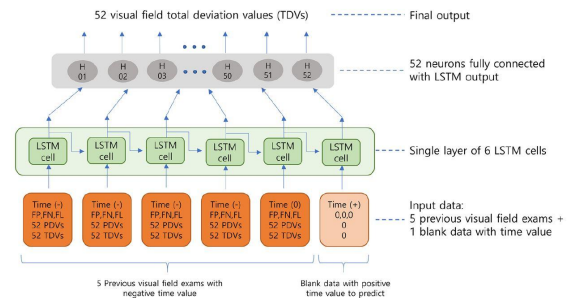 52 visual field total deviation values (TDVs)
Final output
H
01
H
02
H
03
H
50
H
51
H
52
52 neurons fully connected
with LSTM output
LSTM
cell
LSTM
cell
LSTM
cell
LSTM
cell
LSTM
cell
LSTM
cell
Single layer of 6 LSTM cells
Time (-)
FP,FN,FL
52 PDVs
52 TDVs
Time (-)
FP,FN,FL
52 PDVs
52 TDVs
Time (-)
FP,FN,FL
52 PDVs
52 TDVs
Time (-)
FP,FN,FL
52 PDVs
52 TDVs
Time (0)
FP,FN,FL
52 PDVs
52 TDVs
Time (+)
0,0,0
0
0
Input data:
5 previous visual field exams +
1 blank data with time value
5 Previous visual field exams with
negative time value
Blank data with positive
time value to predict